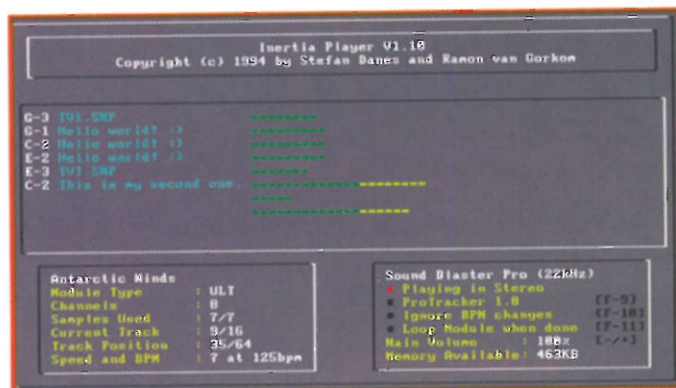 Inertia Player V1.10
Copyright (c) 1994 by Stefan Danes and Ramon van Gorkom
G-3 TV1.SMP
G-1 Hello world! :)
C-2 Hello world! :)
E-2 Hello world! :)
E-3 TV1.SMP
C-2 This is my second one.
Antarctic Winds
Module Type : ULT
Channels : 8
Samples Used : 7/7
Current Track : 9/16
Track Position : 35/64
Speed and BPM : 7 at 125bpm
Sound Blaster Pro (22kHz)
Playing in Stereo
ProTracker 1.0 [F-9]
Ignore BPM changes [F-10]
Loop Module when done [F-11]
Main Volume : 100% [-/+]
Memory Available: 463KB